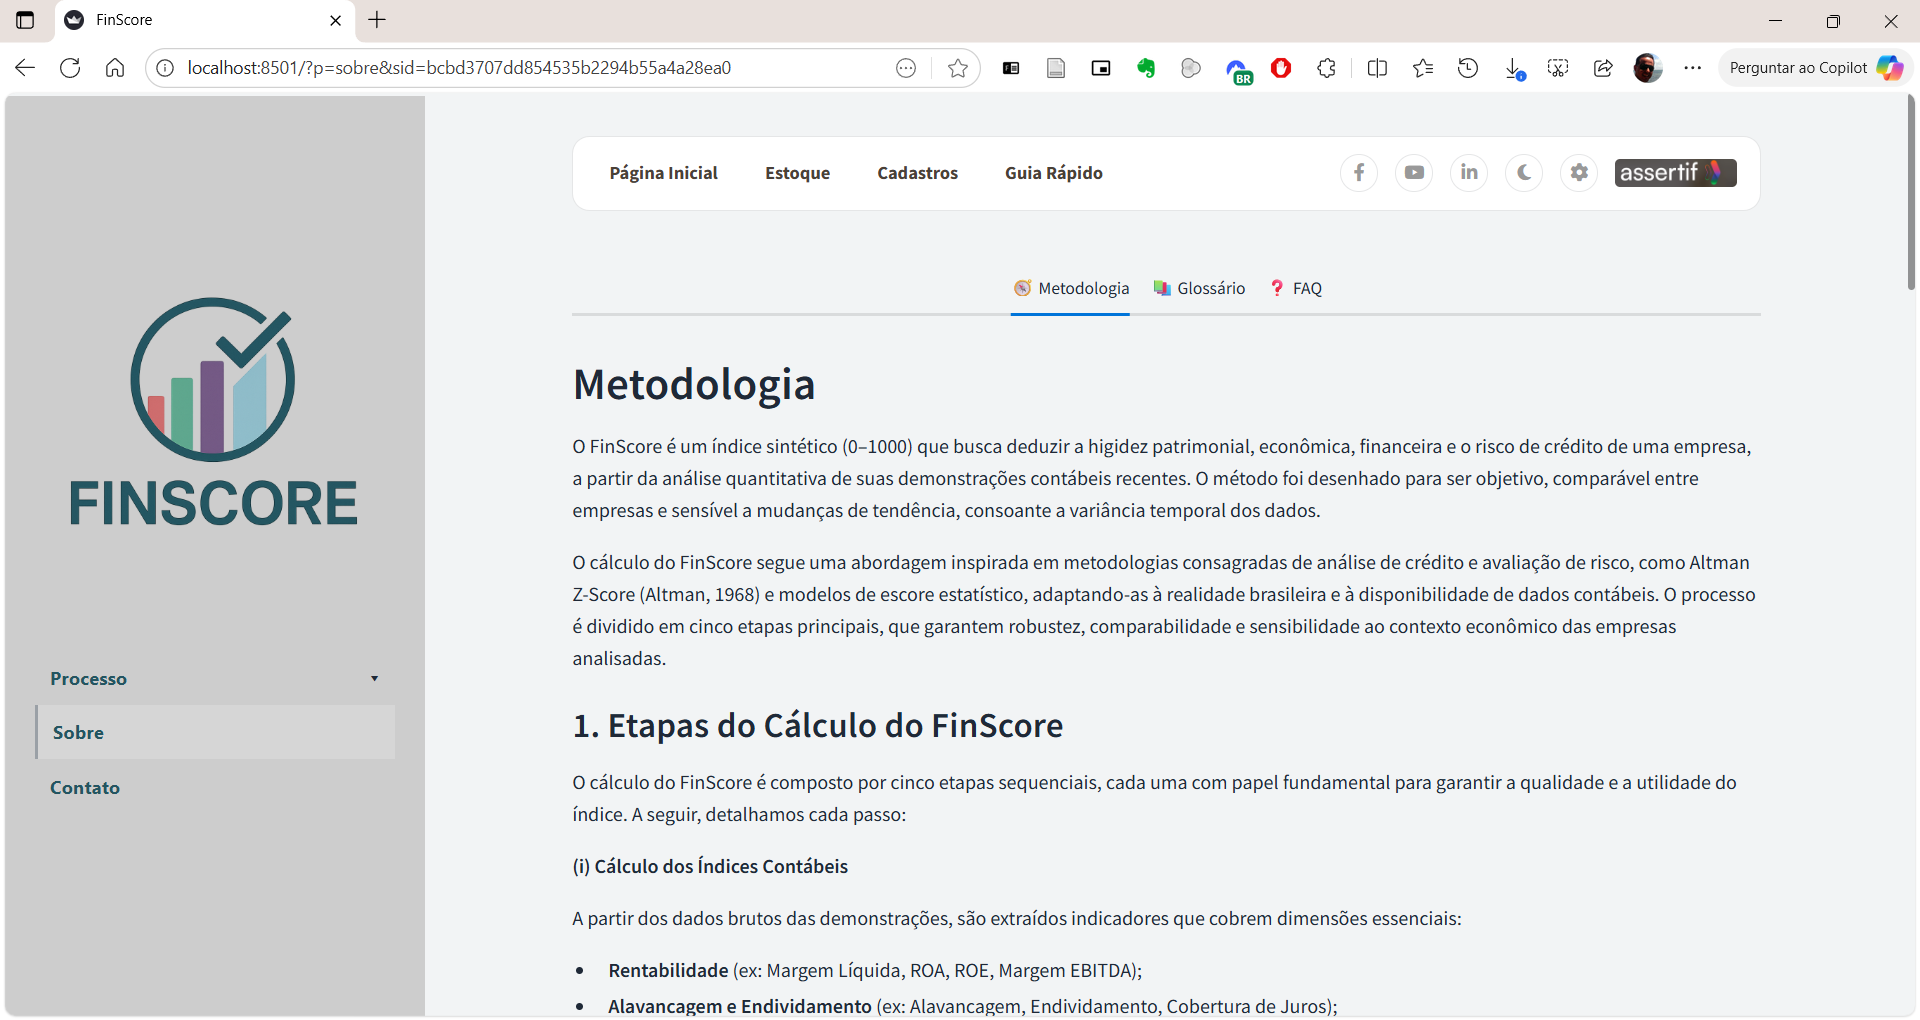 FinScore
localhost:8501/?p=sobre&sid=bcbd3707dd854535b2294b55a4a28ea0
BR
Perguntar ao Copilot
Página Inicial
Estoque
Cadastros
Guia Rápido
assertif
FINSCORE
Processo
Sobre
Contato
Metodologia
Glossário
FAQ
Metodologia
O FinScore é um índice sintético (0–1000) que busca deduzir a higidez patrimonial, econômica, financeira e o risco de crédito de uma empresa,
a partir da análise quantitativa de suas demonstrações contábeis recentes. O método foi desenhado para ser objetivo, comparável entre
empresas e sensível a mudanças de tendência, consoante a variância temporal dos dados.
O cálculo do FinScore segue uma abordagem inspirada em metodologias consagradas de análise de crédito e avaliação de risco, como Altman
Z-Score (Altman, 1968) e modelos de escore estatístico, adaptando-as à realidade brasileira e à disponibilidade de dados contábeis. O processo
é dividido em cinco etapas principais, que garantem robustez, comparabilidade e sensibilidade ao contexto econômico das empresas
analisadas.
1. Etapas do Cálculo do FinScore
O cálculo do FinScore é composto por cinco etapas sequenciais, cada uma com papel fundamental para garantir a qualidade e a utilidade do
índice. A seguir, detalhamos cada passo:
(i) Cálculo dos Índices Contábeis
A partir dos dados brutos das demonstrações, são extraídos indicadores que cobrem dimensões essenciais:
• Rentabilidade (ex: Margem Líquida, ROA, ROE, Margem EBITDA);
• Alavancagem e Endividamento (ex: Alavancagem, Endividamento, Cobertura de Juros);